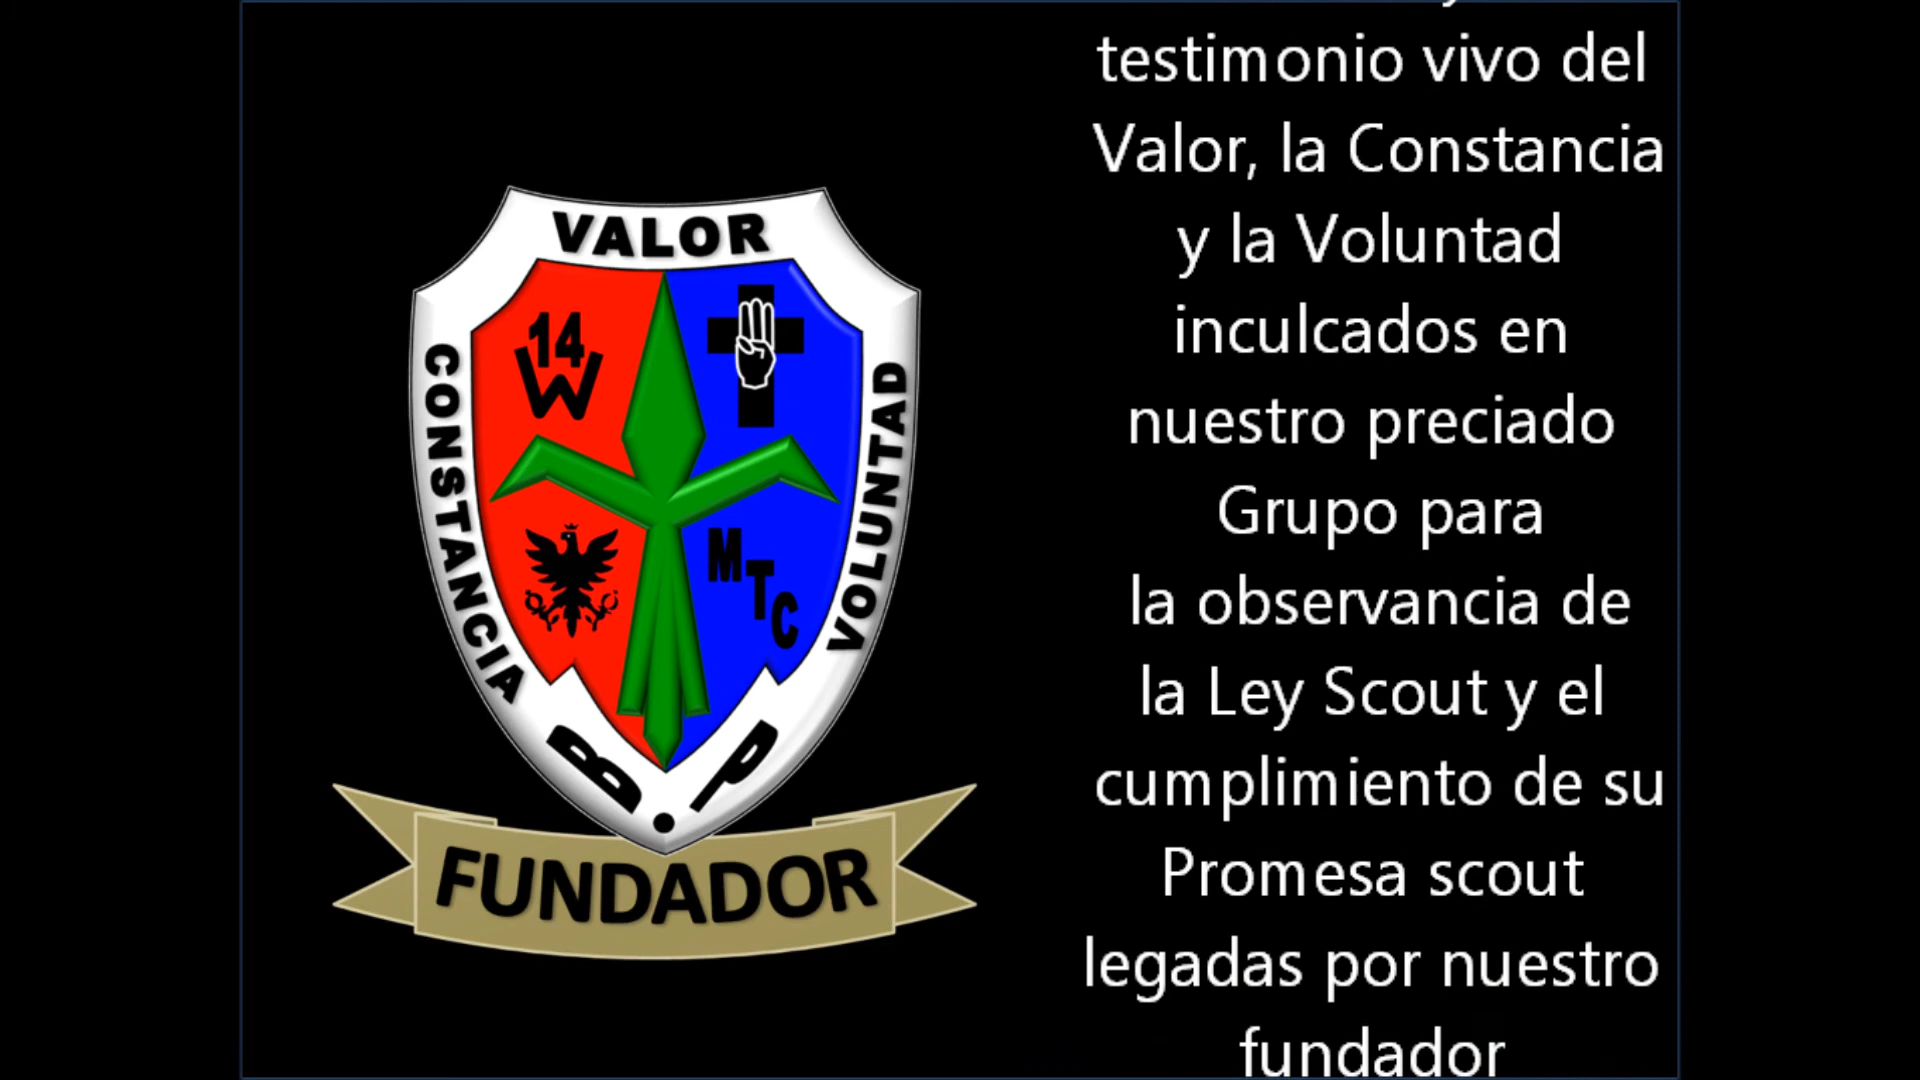 VALOR
CONSTANCIA
VOLUNTAD
14
W
M
T
C
B.P
FUNDADOR
testimonio vivo del
Valor, la Constancia
y la Voluntad
inculcados en
nuestro preciado
Grupo para
la observancia de
la Ley Scout y el
cumplimiento de su
Promesa scout
legadas por nuestro
fundador